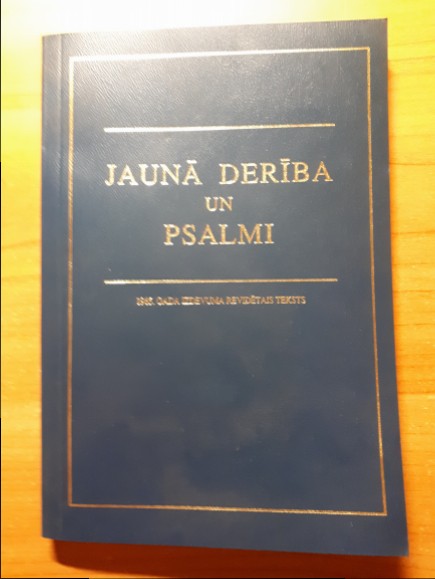 JAUNĀ DERĪBA
UN
PSALMI
1965. GADA IZDEVUMA REVIDĒTAIS TEKSTS